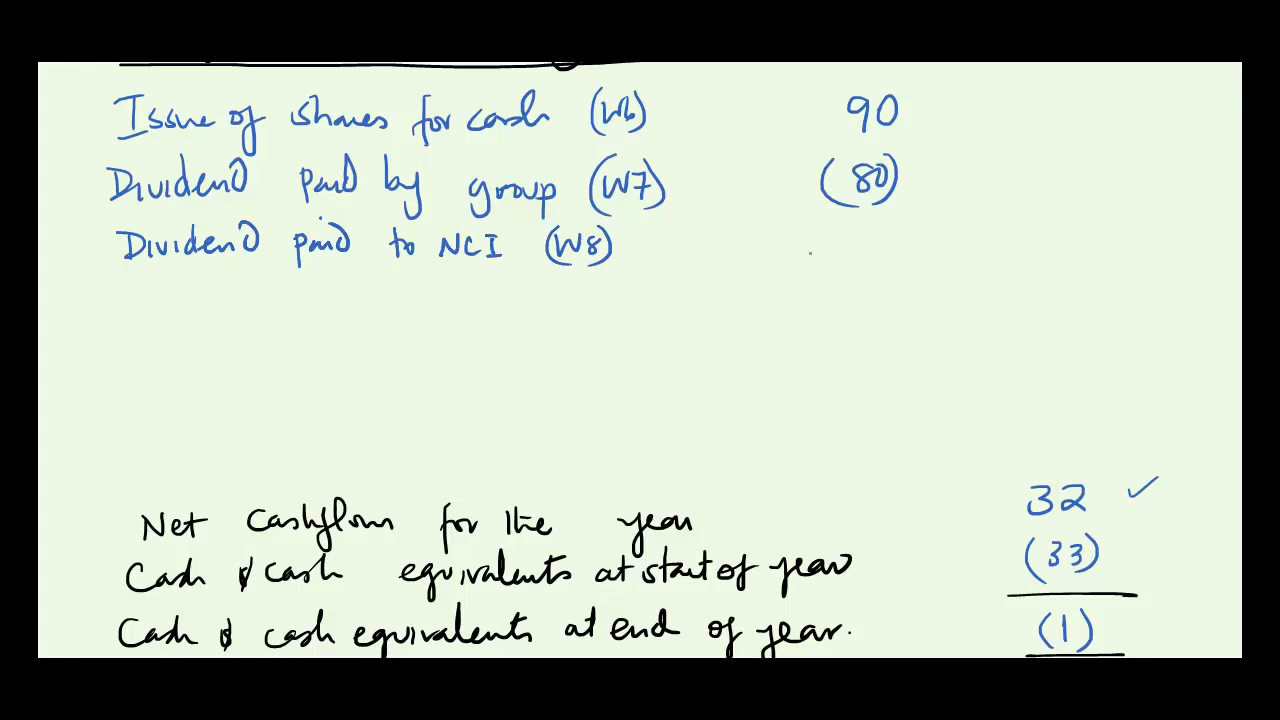 Issue of shares for cash (W6) 90
Dividend paid by group (W7) (80)
Dividend paid to NCI (W8)
Net Cashflow for the year 32 ✓
Cash & cash equivalents at start of year (33)
Cash & cash equivalents at end of year. (1)